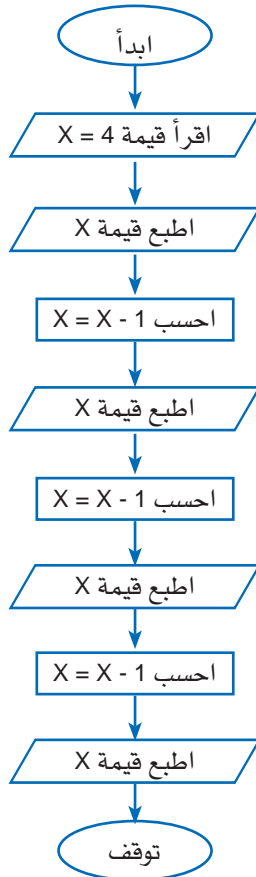 ابدأ
اقرأ قيمة X = 4
اطبع قيمة X
احسب X = X - 1
اطبع قيمة X
احسب X = X - 1
اطبع قيمة X
احسب X = X - 1
اطبع قيمة X
توقف